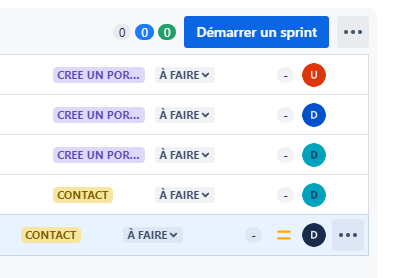 0 0 0 Démarrer un sprint ...
CREE UN POR... À FAIRE - U
CREE UN POR... À FAIRE - D
CREE UN POR... À FAIRE - D
CONTACT À FAIRE - D
CONTACT À FAIRE - D ...